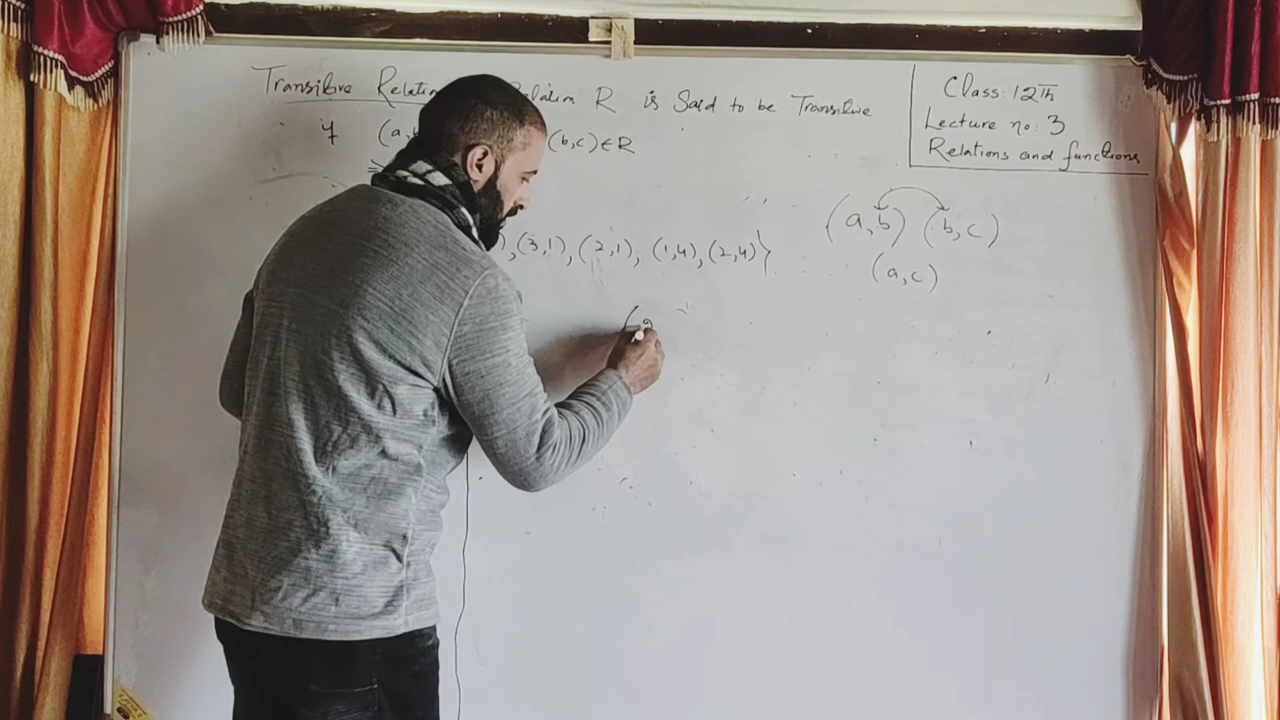 Transitive Relation Relation R is Said to be Transitive
if (a,b (b,c)∈R
⇒
),(3,1),(2,1),(1,4),(2,4)}
(
Class: 12th
Lecture no: 3
Relations and functions
(a,b) (b,c)
(a,c)